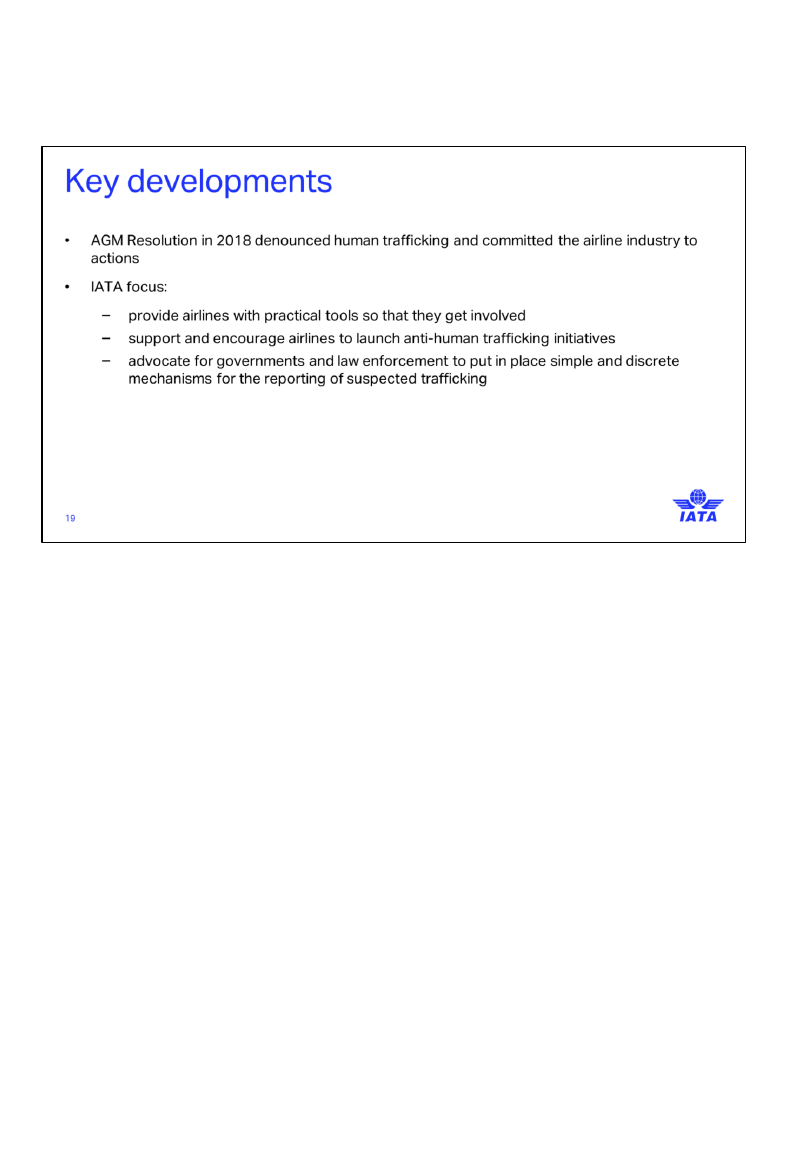 Key developments
• AGM Resolution in 2018 denounced human trafficking and committed the airline industry to
actions
• IATA focus:
– provide airlines with practical tools so that they get involved
– support and encourage airlines to launch anti-human trafficking initiatives
– advocate for governments and law enforcement to put in place simple and discrete
mechanisms for the reporting of suspected trafficking
19
IATA